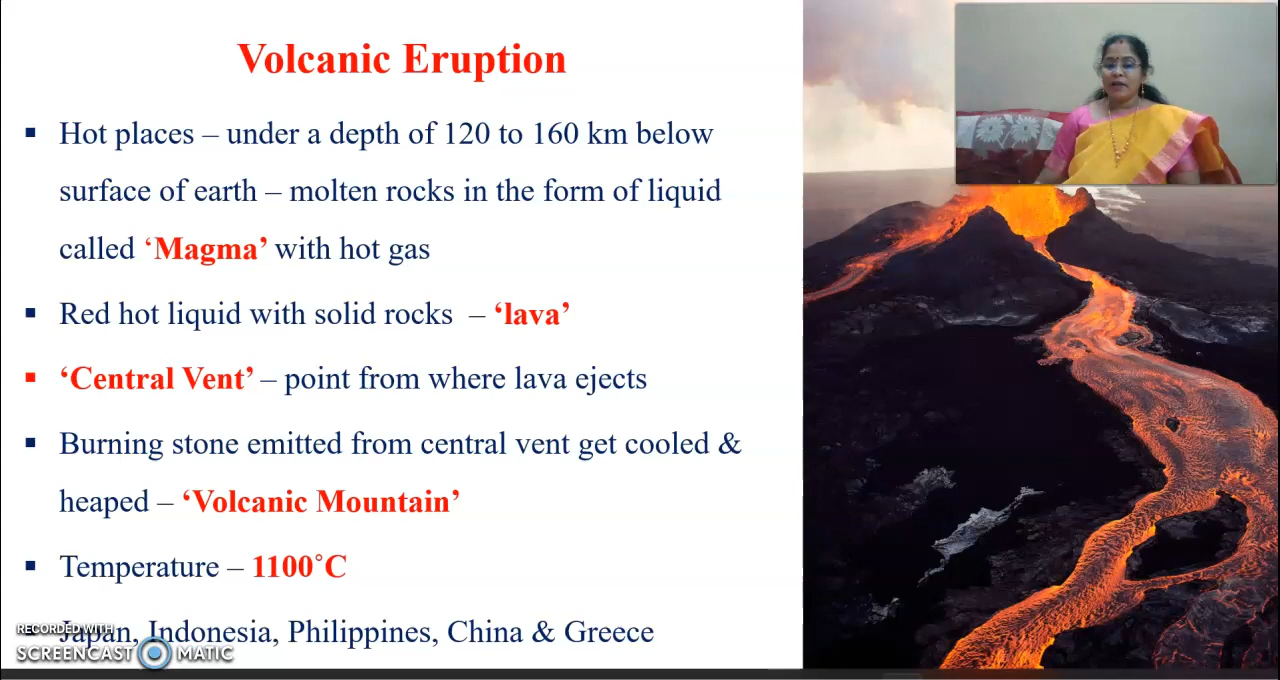 Volcanic Eruption
▪ Hot places – under a depth of 120 to 160 km below
surface of earth – molten rocks in the form of liquid
called ‘Magma’ with hot gas
▪ Red hot liquid with solid rocks – ‘lava’
▪ ‘Central Vent’ – point from where lava ejects
▪ Burning stone emitted from central vent get cooled &
heaped – ‘Volcanic Mountain’
▪ Temperature – 1100˚C
▪ Japan, Indonesia, Philippines, China & Greece
RECORDED WITH
SCREENCAST MATIC